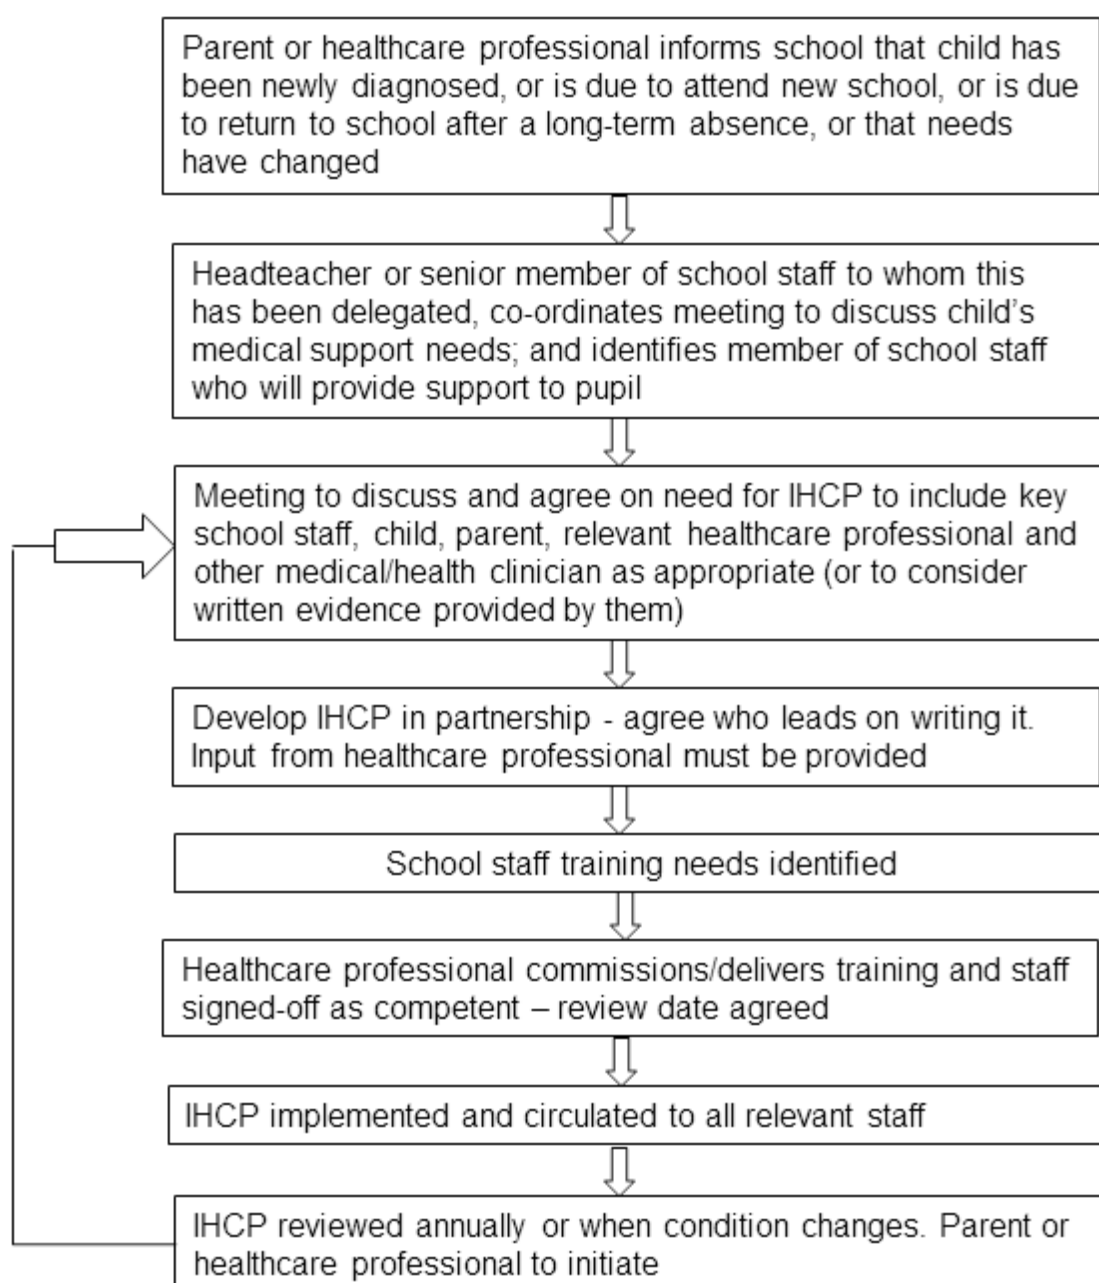 Parent or healthcare professional informs school that child has
been newly diagnosed, or is due to attend new school, or is due
to return to school after a long-term absence, or that needs
have changed
Headteacher or senior member of school staff to whom this
has been delegated, co-ordinates meeting to discuss child's
medical support needs; and identifies member of school staff
who will provide support to pupil
Meeting to discuss and agree on need for IHCP to include key
school staff, child, parent, relevant healthcare professional and
other medical/health clinician as appropriate (or to consider
written evidence provided by them)
Develop IHCP in partnership - agree who leads on writing it.
Input from healthcare professional must be provided
School staff training needs identified
Healthcare professional commissions/delivers training and staff
signed-off as competent – review date agreed
IHCP implemented and circulated to all relevant staff
IHCP reviewed annually or when condition changes. Parent or
healthcare professional to initiate